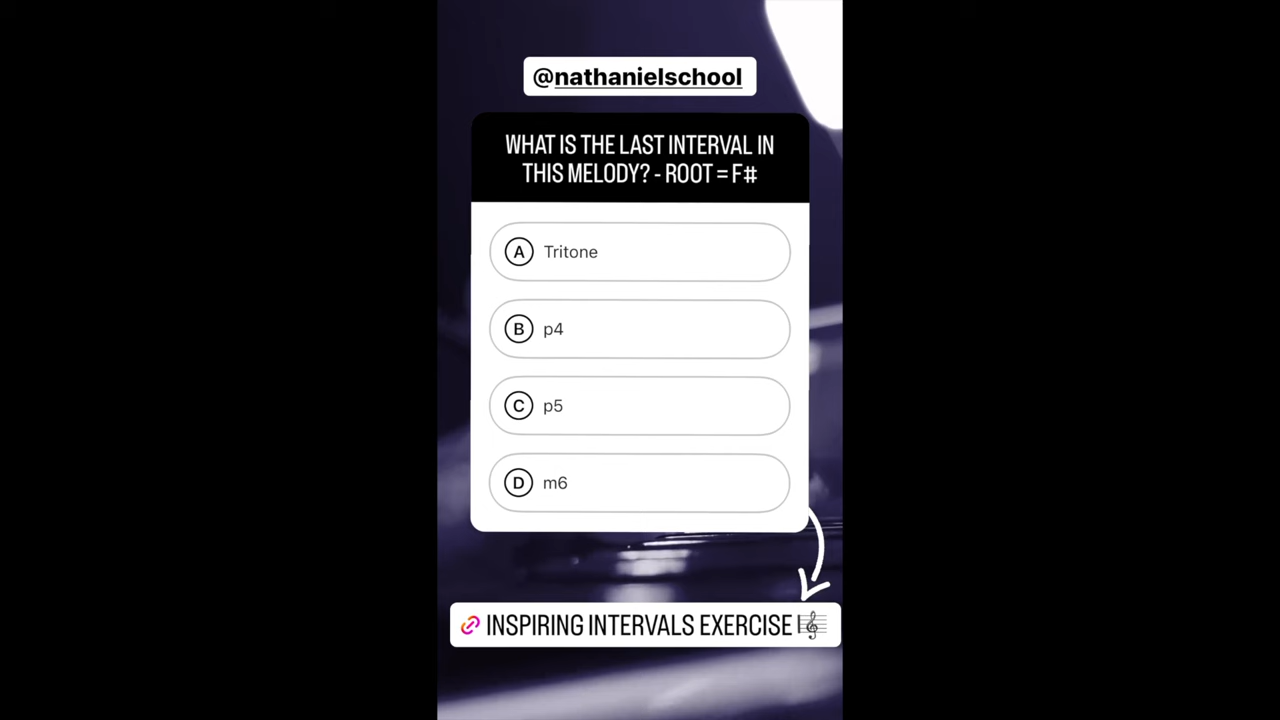 @nathanielschool
WHAT IS THE LAST INTERVAL IN
THIS MELODY? - ROOT = F#
A Tritone
B p4
C p5
D m6
INSPIRING INTERVALS EXERCISE